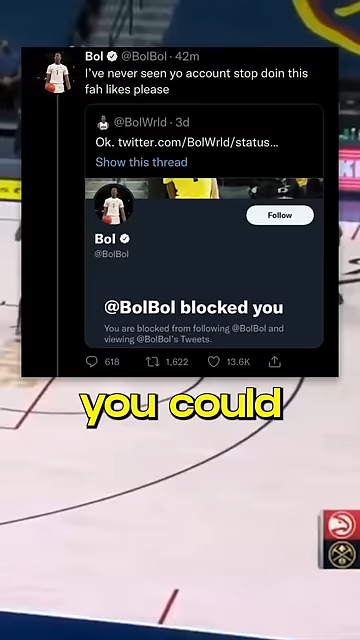 Bol @BolBol · 42m
I've never seen yo account stop doin this
fah likes please
@BolWrld · 3d
Ok. twitter.com/BolWrld/status...
Show this thread
Follow
Bol
@BolBol
@BolBol blocked you
You are blocked from following @BolBol and
viewing @BolBol's Tweets.
618 1,622 13.6K
you could